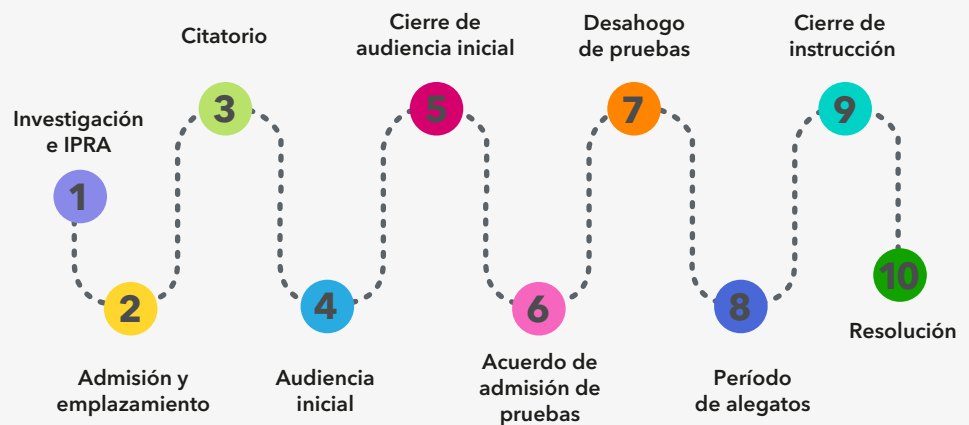 1
Investigación
e IPRA
2
Admisión y
emplazamiento
3
Citatorio
4
Audiencia
inicial
5
Cierre de
audiencia inicial
6
Acuerdo de
admisión de
pruebas
7
Desahogo
de pruebas
8
Período
de alegatos
9
Cierre de
instrucción
10
Resolución